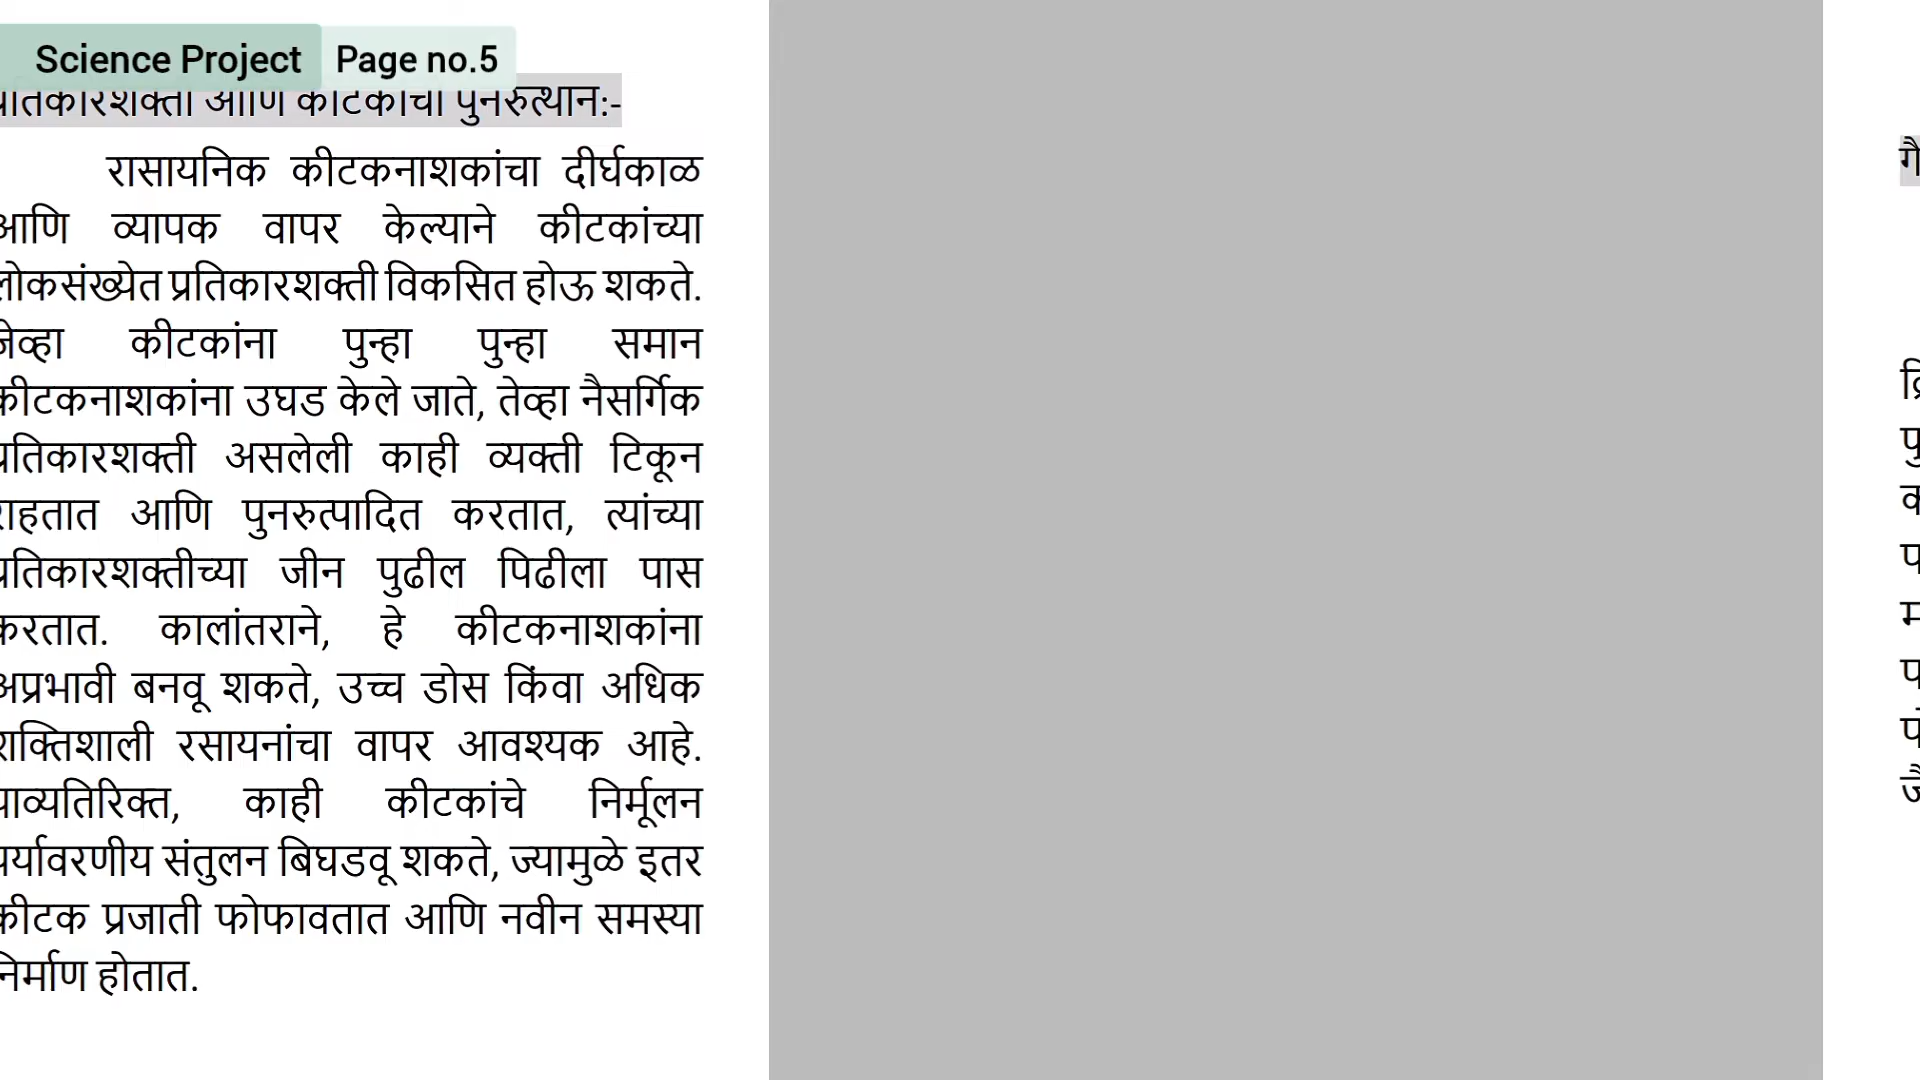 Science Project Page no.5
प्रतिकारशक्ती आणि कीटकांचा पुनरुत्थान:-
रासायनिक कीटकनाशकांचा दीर्घकाळ
आणि व्यापक वापर केल्याने कीटकांच्या
लोकसंख्येत प्रतिकारशक्ती विकसित होऊ शकते.
जेव्हा कीटकांना पुन्हा पुन्हा समान
कीटकनाशकांना उघड केले जाते, तेव्हा नैसर्गिक
प्रतिकारशक्ती असलेली काही व्यक्ती टिकून
राहतात आणि पुनरुत्पादित करतात, त्यांच्या
प्रतिकारशक्तीच्या जीन पुढील पिढीला पास
करतात. कालांतराने, हे कीटकनाशकांना
अप्रभावी बनवू शकते, उच्च डोस किंवा अधिक
शक्तिशाली रसायनांचा वापर आवश्यक आहे.
याव्यतिरिक्त, काही कीटकांचे निर्मूलन
पर्यावरणीय संतुलन बिघडवू शकते, ज्यामुळे इतर
कीटक प्रजाती फोफावतात आणि नवीन समस्या
निर्माण होतात.